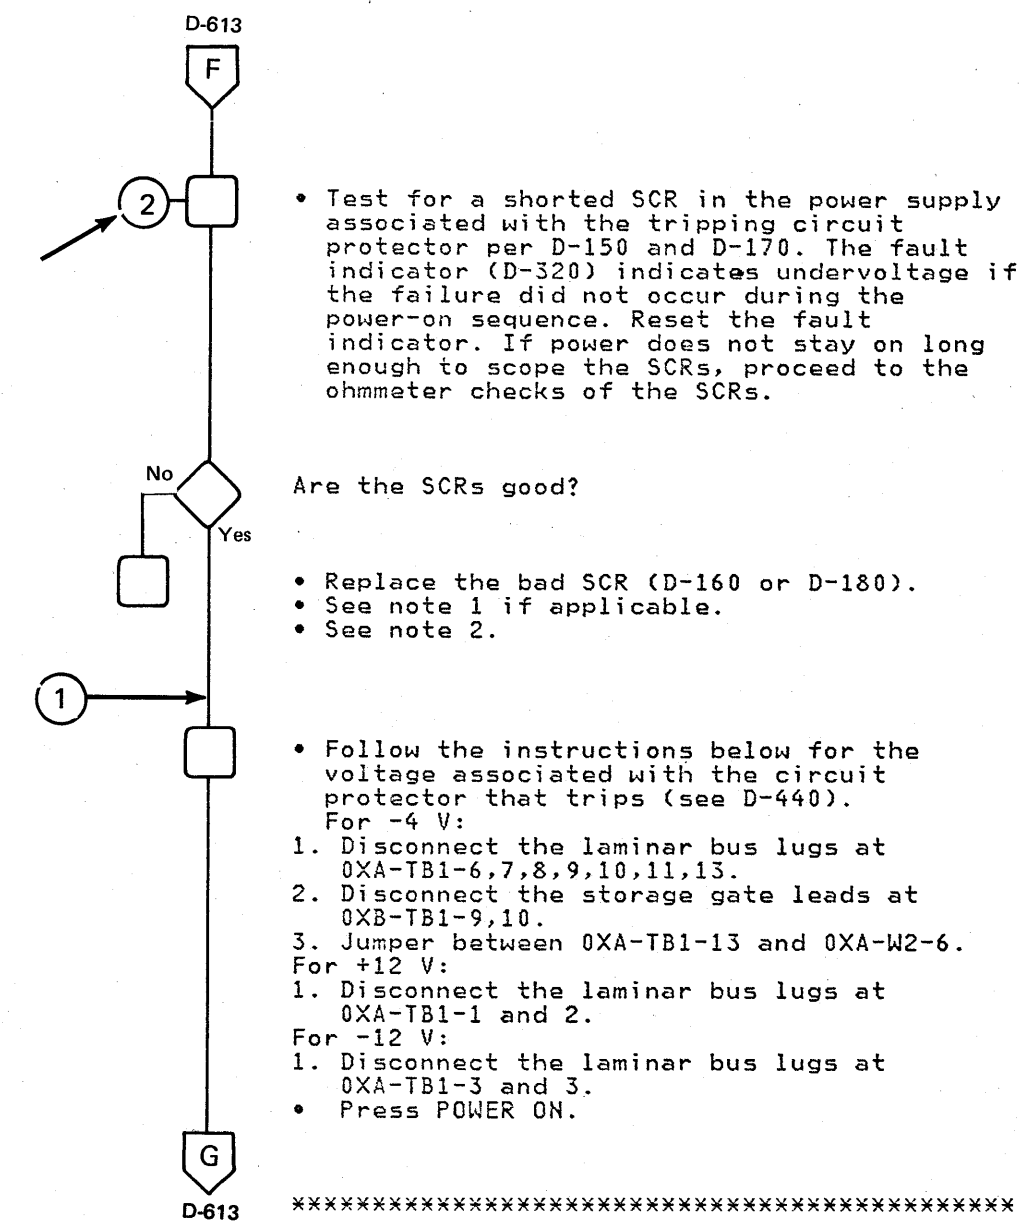 D-613
F
2
• Test for a shorted SCR in the power supply
associated with the tripping circuit
protector per D-150 and D-170. The fault
indicator (D-320) indicates undervoltage if
the failure did not occur during the
power-on sequence. Reset the fault
indicator. If power does not stay on long
enough to scope the SCRs, proceed to the
ohmmeter checks of the SCRs.
No
Are the SCRs good?
Yes
• Replace the bad SCR (D-160 or D-180).
• See note 1 if applicable.
• See note 2.
1
• Follow the instructions below for the
voltage associated with the circuit
protector that trips (see D-440).
For -4 V:
1. Disconnect the laminar bus lugs at
0XA-TB1-6,7,8,9,10,11,13.
2. Disconnect the storage gate leads at
0XB-TB1-9,10.
3. Jumper between 0XA-TB1-13 and 0XA-W2-6.
For +12 V:
1. Disconnect the laminar bus lugs at
0XA-TB1-1 and 2.
For -12 V:
1. Disconnect the laminar bus lugs at
0XA-TB1-3 and 3.
• Press POWER ON.
G
D-613
*********************************************